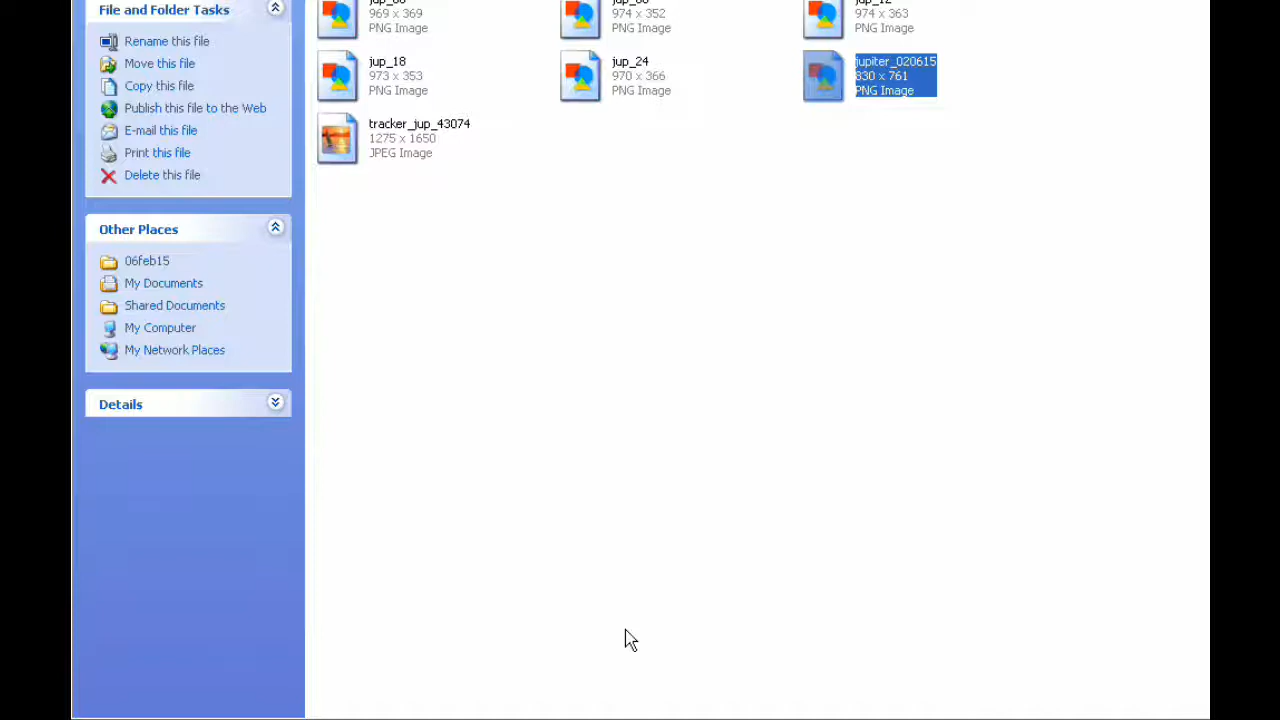 File and Folder Tasks
Rename this file
Move this file
Copy this file
Publish this file to the Web
E-mail this file
Print this file
Delete this file
Other Places
06feb15
My Documents
Shared Documents
My Computer
My Network Places
Details
969 x 369
PNG Image
974 x 352
PNG Image
jup_12
974 x 363
PNG Image
jup_18
973 x 353
PNG Image
jup_24
970 x 366
PNG Image
jupiter_020615
830 x 761
PNG Image
tracker_jup_43074
1275 x 1650
JPEG Image